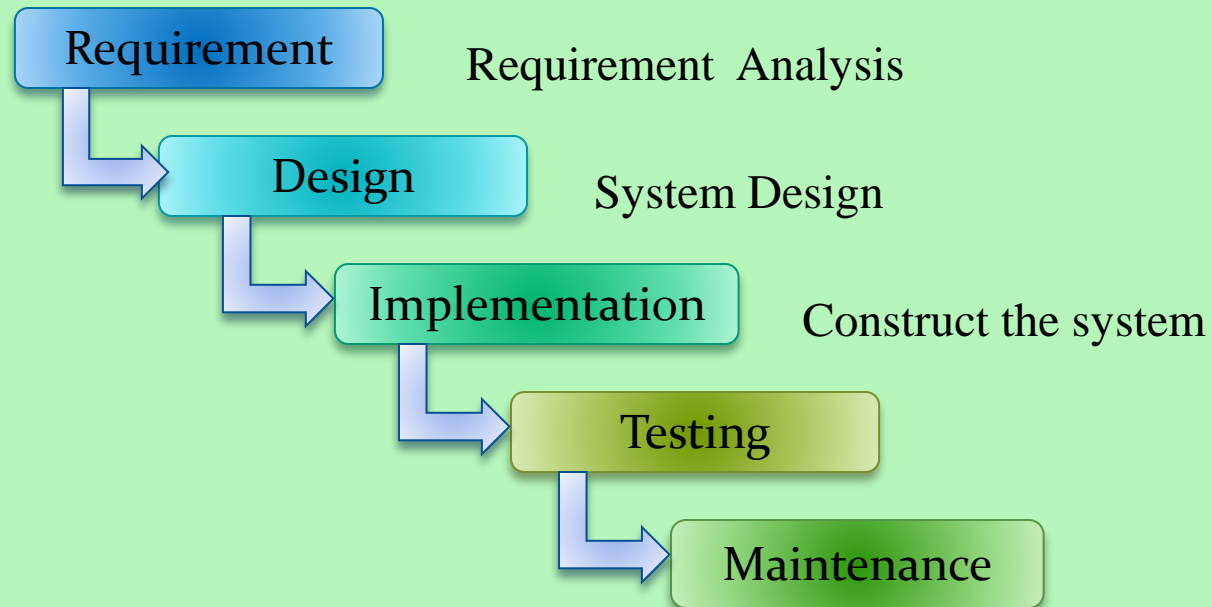 Requirement
Requirement Analysis
Design
System Design
Implementation
Construct the system
Testing
Maintenance